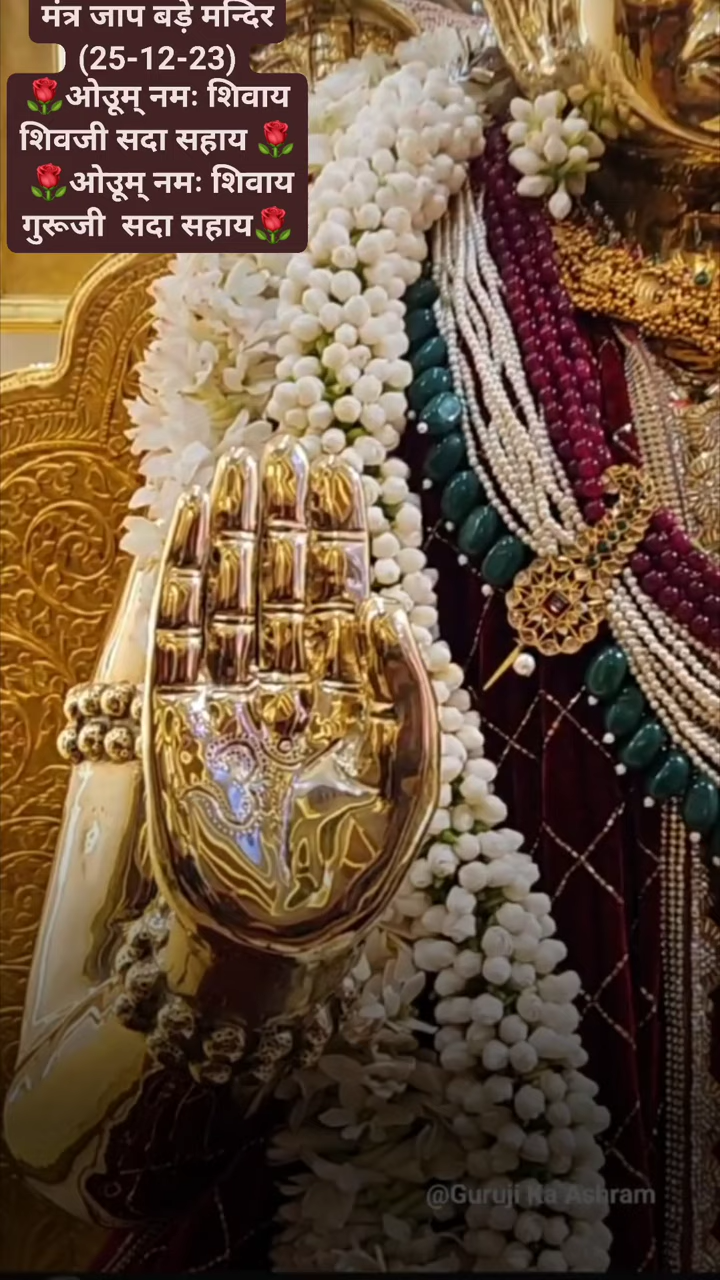 मंत्र जाप बड़े मन्दिर
(25-12-23)
🌹ओउूम् नमः शिवाय
शिवजी सदा सहाय 🌹
🌹ओउूम् नमः शिवाय
गुरूजी सदा सहाय🌹
@Guruji Ka Ashram